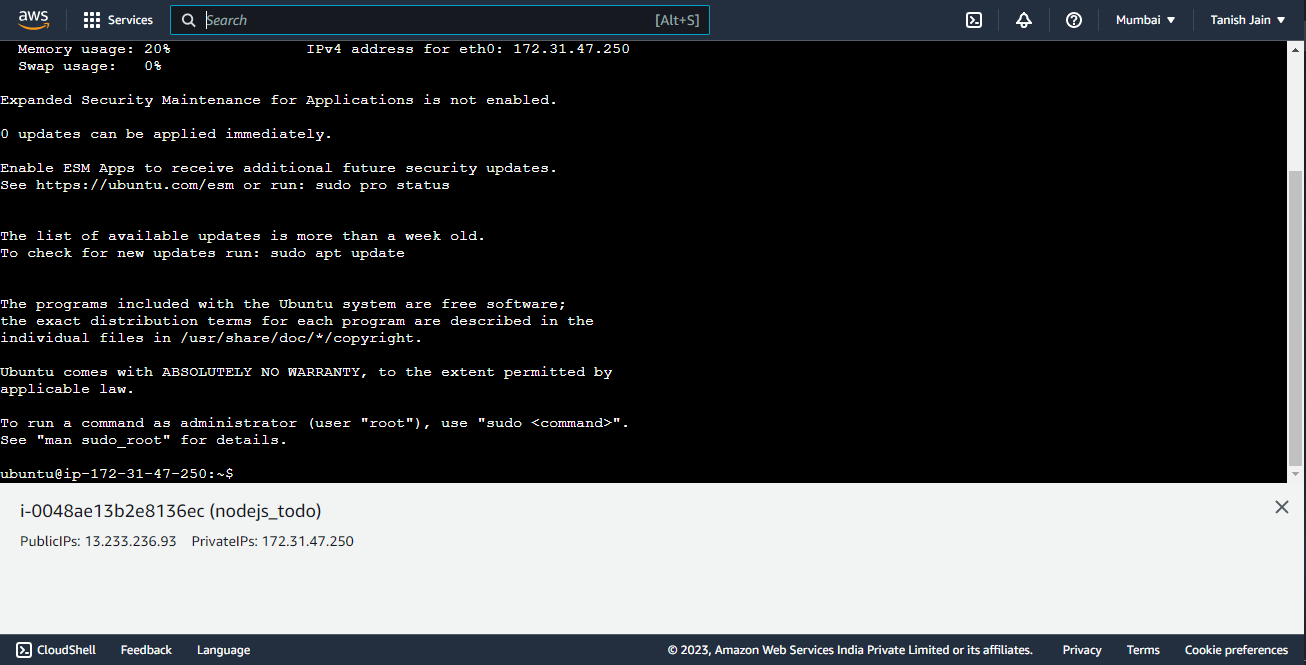 aws Services Search [Alt+S] Mumbai Tanish Jain
Memory usage: 20% IPv4 address for eth0: 172.31.47.250
Swap usage: 0%
Expanded Security Maintenance for Applications is not enabled.
0 updates can be applied immediately.
Enable ESM Apps to receive additional future security updates.
See https://ubuntu.com/esm or run: sudo pro status
The list of available updates is more than a week old.
To check for new updates run: sudo apt update
The programs included with the Ubuntu system are free software;
the exact distribution terms for each program are described in the
individual files in /usr/share/doc/*/copyright.
Ubuntu comes with ABSOLUTELY NO WARRANTY, to the extent permitted by
applicable law.
To run a command as administrator (user "root"), use "sudo <command>".
See "man sudo_root" for details.
ubuntu@ip-172-31-47-250:~$
i-0048ae13b2e8136ec (nodejs_todo)
PublicIPs: 13.233.236.93 PrivateIPs: 172.31.47.250
CloudShell Feedback Language © 2023, Amazon Web Services India Private Limited or its affiliates. Privacy Terms Cookie preferences